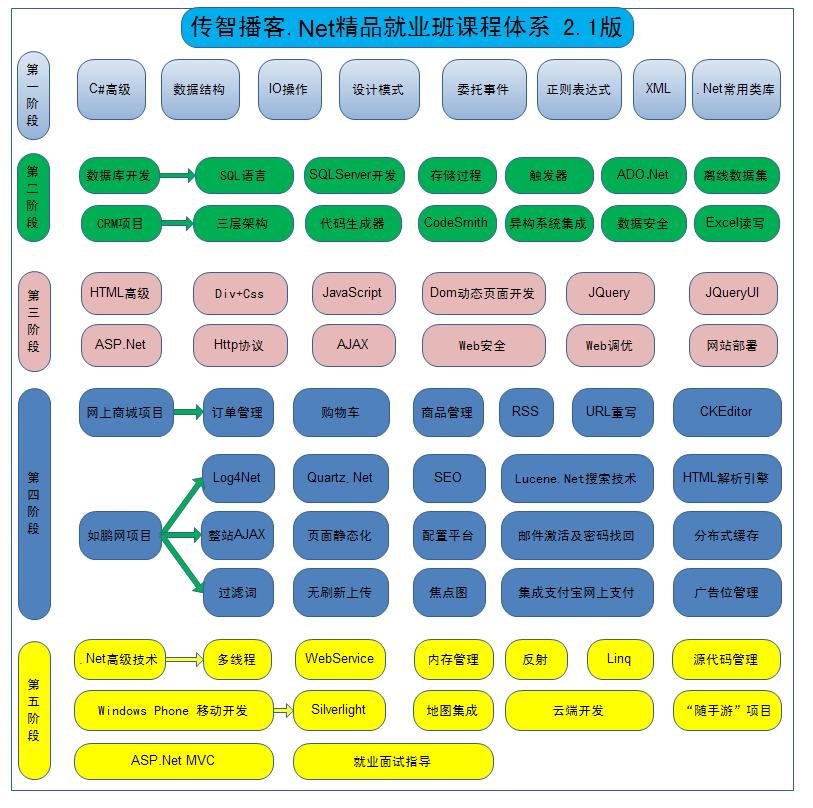 传智播客.Net精品就业班课程体系 2.1版
第一阶段
C#高级
数据结构
IO操作
设计模式
委托事件
正则表达式
XML
.Net常用类库
第二阶段
数据库开发
SQL语言
SQLServer开发
存储过程
触发器
ADO.Net
离线数据集
CRM项目
三层架构
代码生成器
CodeSmith
异构系统集成
数据安全
Excel读写
第三阶段
HTML高级
Div+Css
JavaScript
Dom动态页面开发
JQuery
JQueryUI
ASP.Net
Http协议
AJAX
Web安全
Web调优
网站部署
第四阶段
网上商城项目
订单管理
购物车
商品管理
RSS
URL重写
CKEditor
如鹏网项目
Log4Net
Quartz.Net
SEO
Lucene.Net搜索技术
HTML解析引擎
整站AJAX
页面静态化
配置平台
邮件激活及密码找回
分布式缓存
过滤词
无刷新上传
焦点图
集成支付宝网上支付
广告位管理
第五阶段
.Net高级技术
多线程
WebService
内存管理
反射
Linq
源代码管理
Windows Phone 移动开发
Silverlight
地图集成
云端开发
“随手游”项目
ASP.Net MVC
就业面试指导